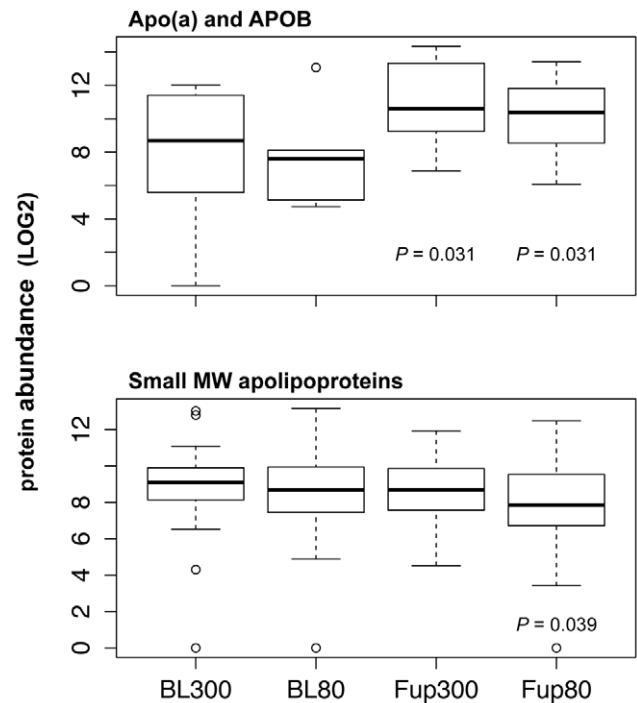 Apo(a) and APOB
protein abundance (LOG2)
12
8
4
0
P = 0.031 P = 0.031
Small MW apolipoproteins
12
8
6
4
2
0
P = 0.039
BL300 BL80 Fup300 Fup80